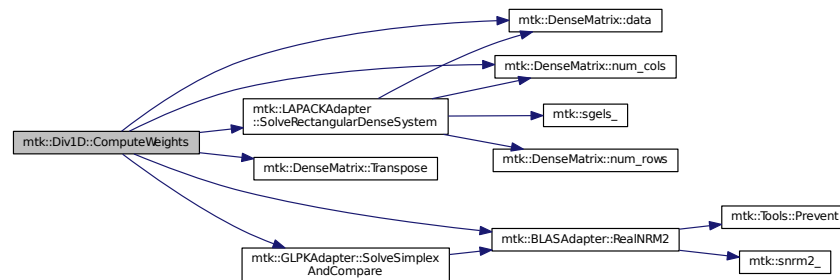 mtk::DenseMatrix::data
mtk::DenseMatrix::num_cols
mtk::LAPACKAdapter
::SolveRectangularDenseSystem
mtk::sgels_
mtk::Div1D::ComputeWeights
mtk::DenseMatrix::Transpose
mtk::DenseMatrix::num_rows
mtk::Tools::Prevent
mtk::BLASAdapter::RealNRM2
mtk::GLPKAdapter::SolveSimplex
AndCompare
mtk::snrm2_